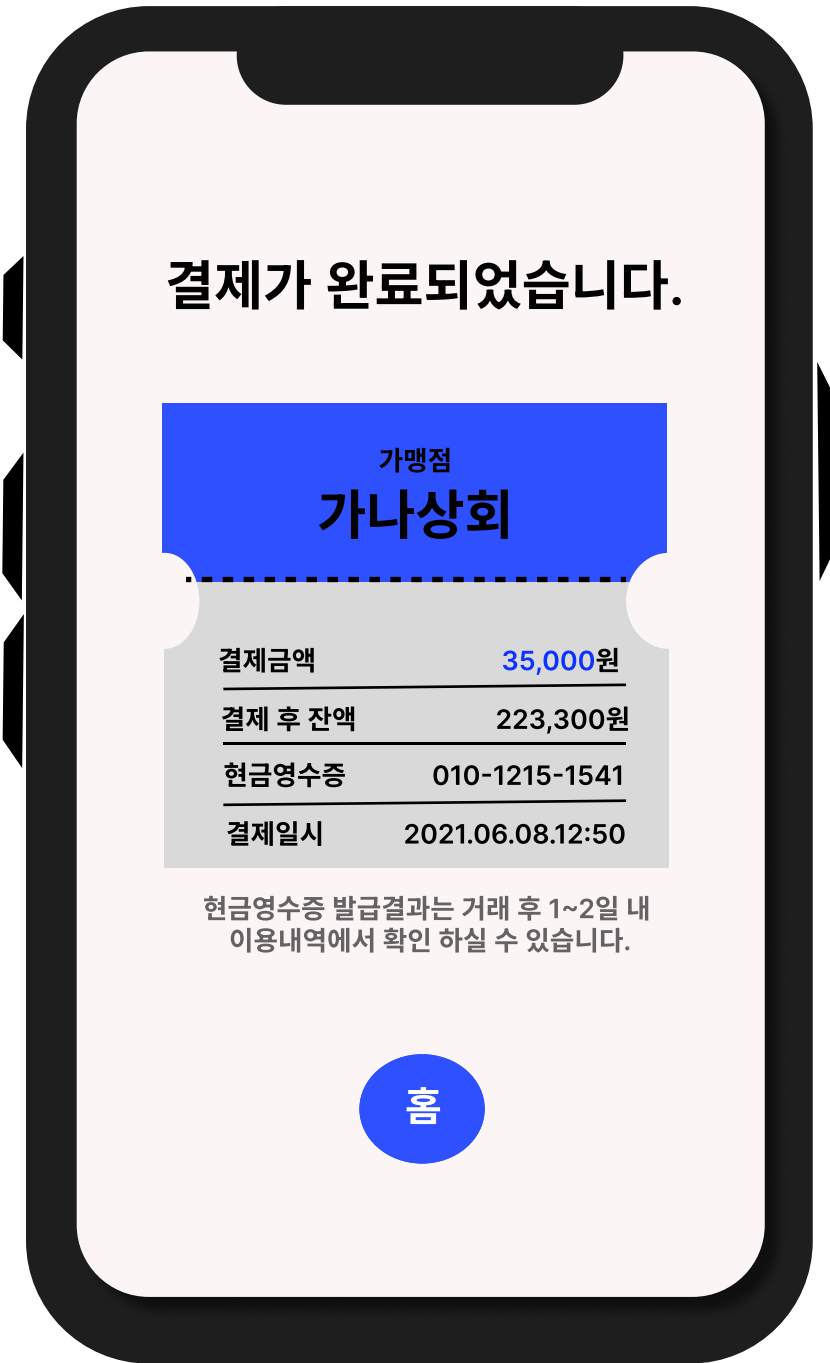 결제가 완료되었습니다.
가맹점
가나상회
결제금액 35,000원
결제 후 잔액 223,300원
현금영수증 010-1215-1541
결제일시 2021.06.08.12:50
현금영수증 발급결과는 거래 후 1~2일 내
이용내역에서 확인 하실 수 있습니다.
홈